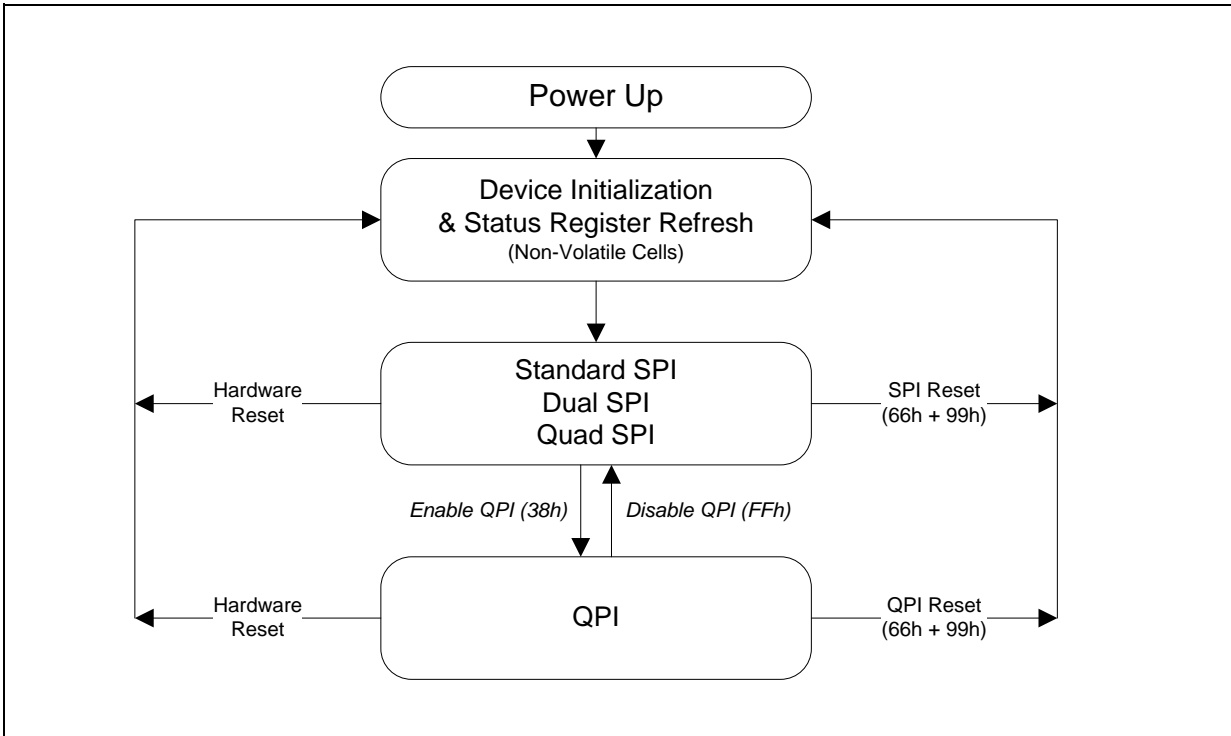 Power Up
Device Initialization
& Status Register Refresh
(Non-Volatile Cells)
Standard SPI
Dual SPI
Quad SPI
Hardware
Reset
SPI Reset
(66h + 99h)
Enable QPI (38h)
Disable QPI (FFh)
QPI
Hardware
Reset
QPI Reset
(66h + 99h)